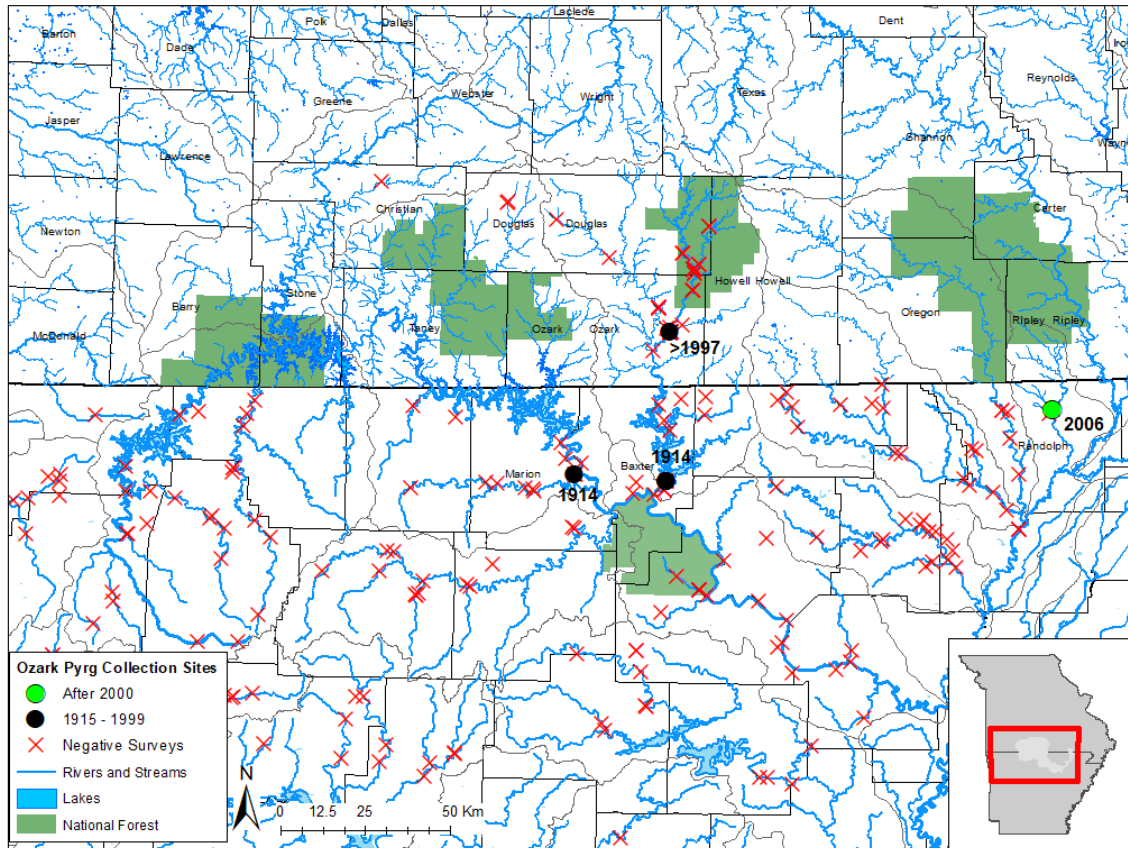 Polk
Dallas
Laclede
Dent
Barton
Dade
Iro
Reynolds
Greene
Webster
Wright
Texas
Jasper
Shannon
Wayn
Lawrence
Christian
Carter
Newton
Douglas
Douglas
Howell Howell
Barry
Stone
Oregon
McDonald
Taney
Ozark
Ozark
Ripley Ripley
>1997
2006
Randolph
Marion
Baxter
1914
1914
Ozark Pyrg Collection Sites
After 2000
1915 - 1999
Negative Surveys
Rivers and Streams
Lakes
National Forest
N
0 12.5 25 50 Km